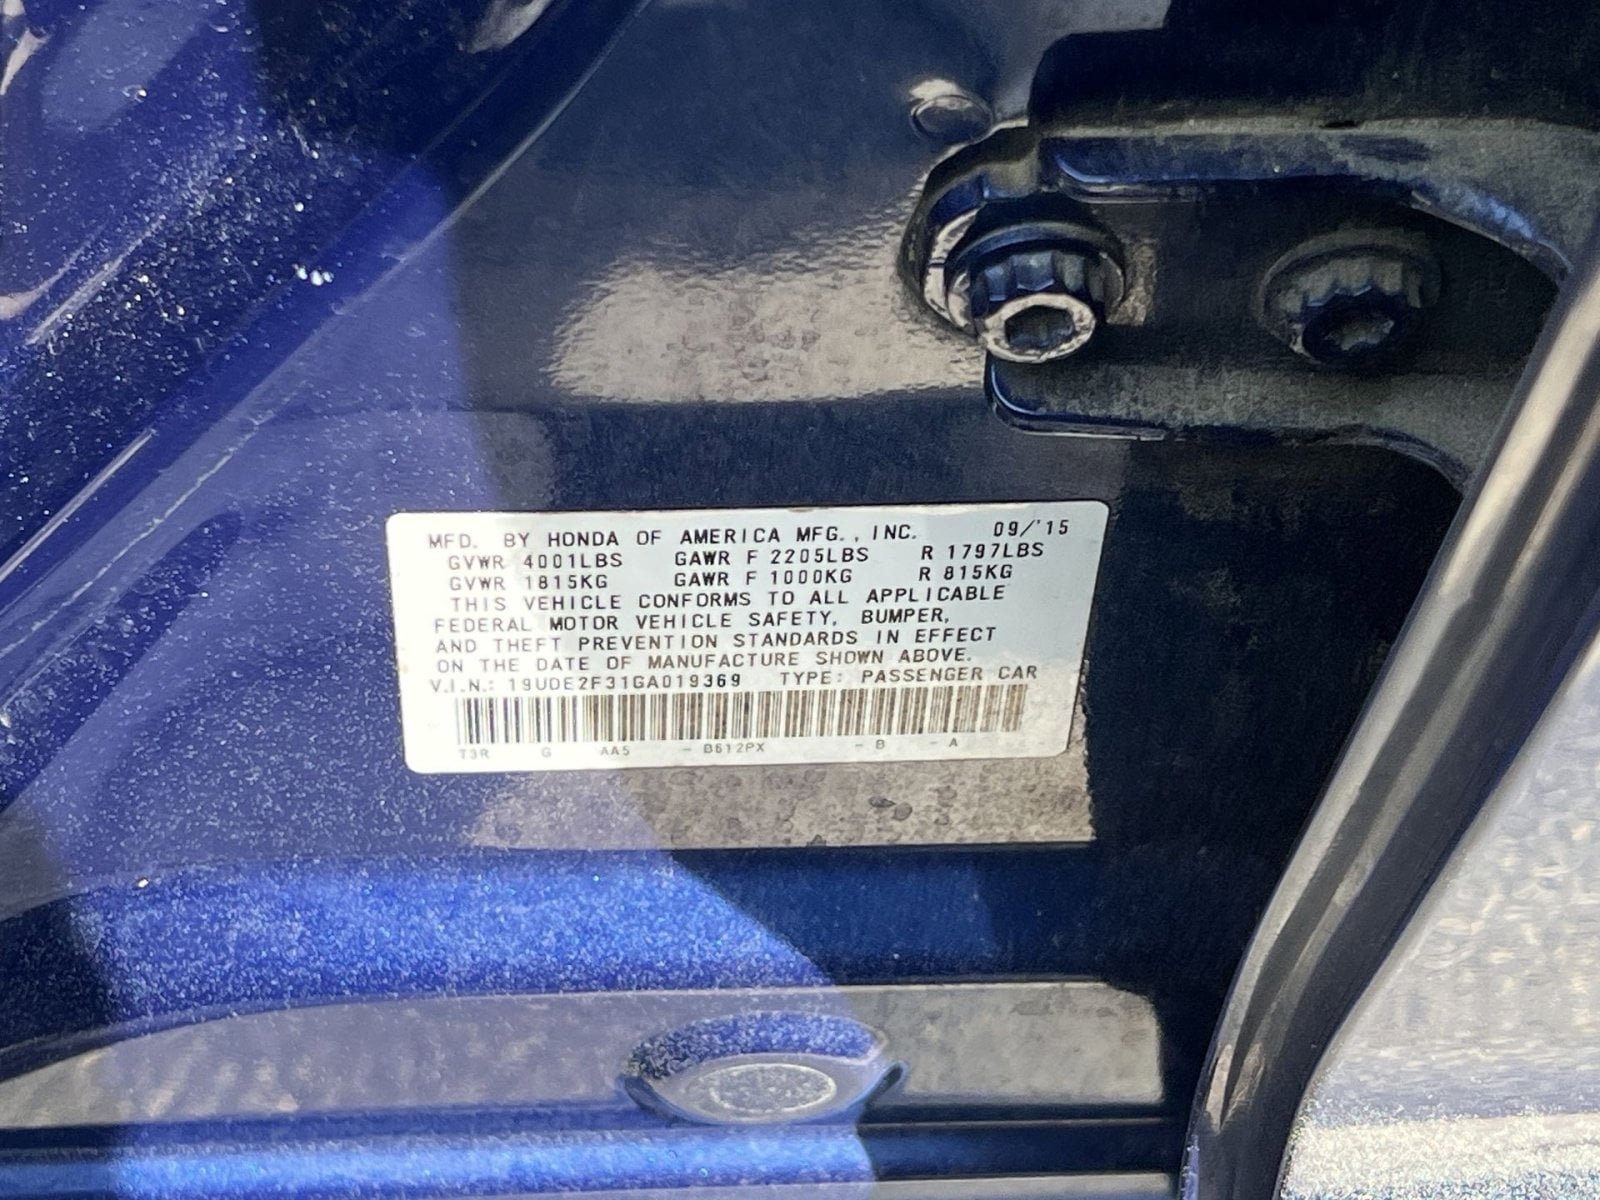 MFD. BY HONDA OF AMERICA MFG., INC. 09/'15
GVWR 4001LBS GAWR F 2205LBS R 1797LBS
GVWR 1815KG GAWR F 1000KG R 815KG
THIS VEHICLE CONFORMS TO ALL APPLICABLE
FEDERAL MOTOR VEHICLE SAFETY, BUMPER,
AND THEFT PREVENTION STANDARDS IN EFFECT
ON THE DATE OF MANUFACTURE SHOWN ABOVE.
V.I.N.: 19UDE2F31GA019369 TYPE: PASSENGER CAR
T3R G AA5 - B612PX - B - A